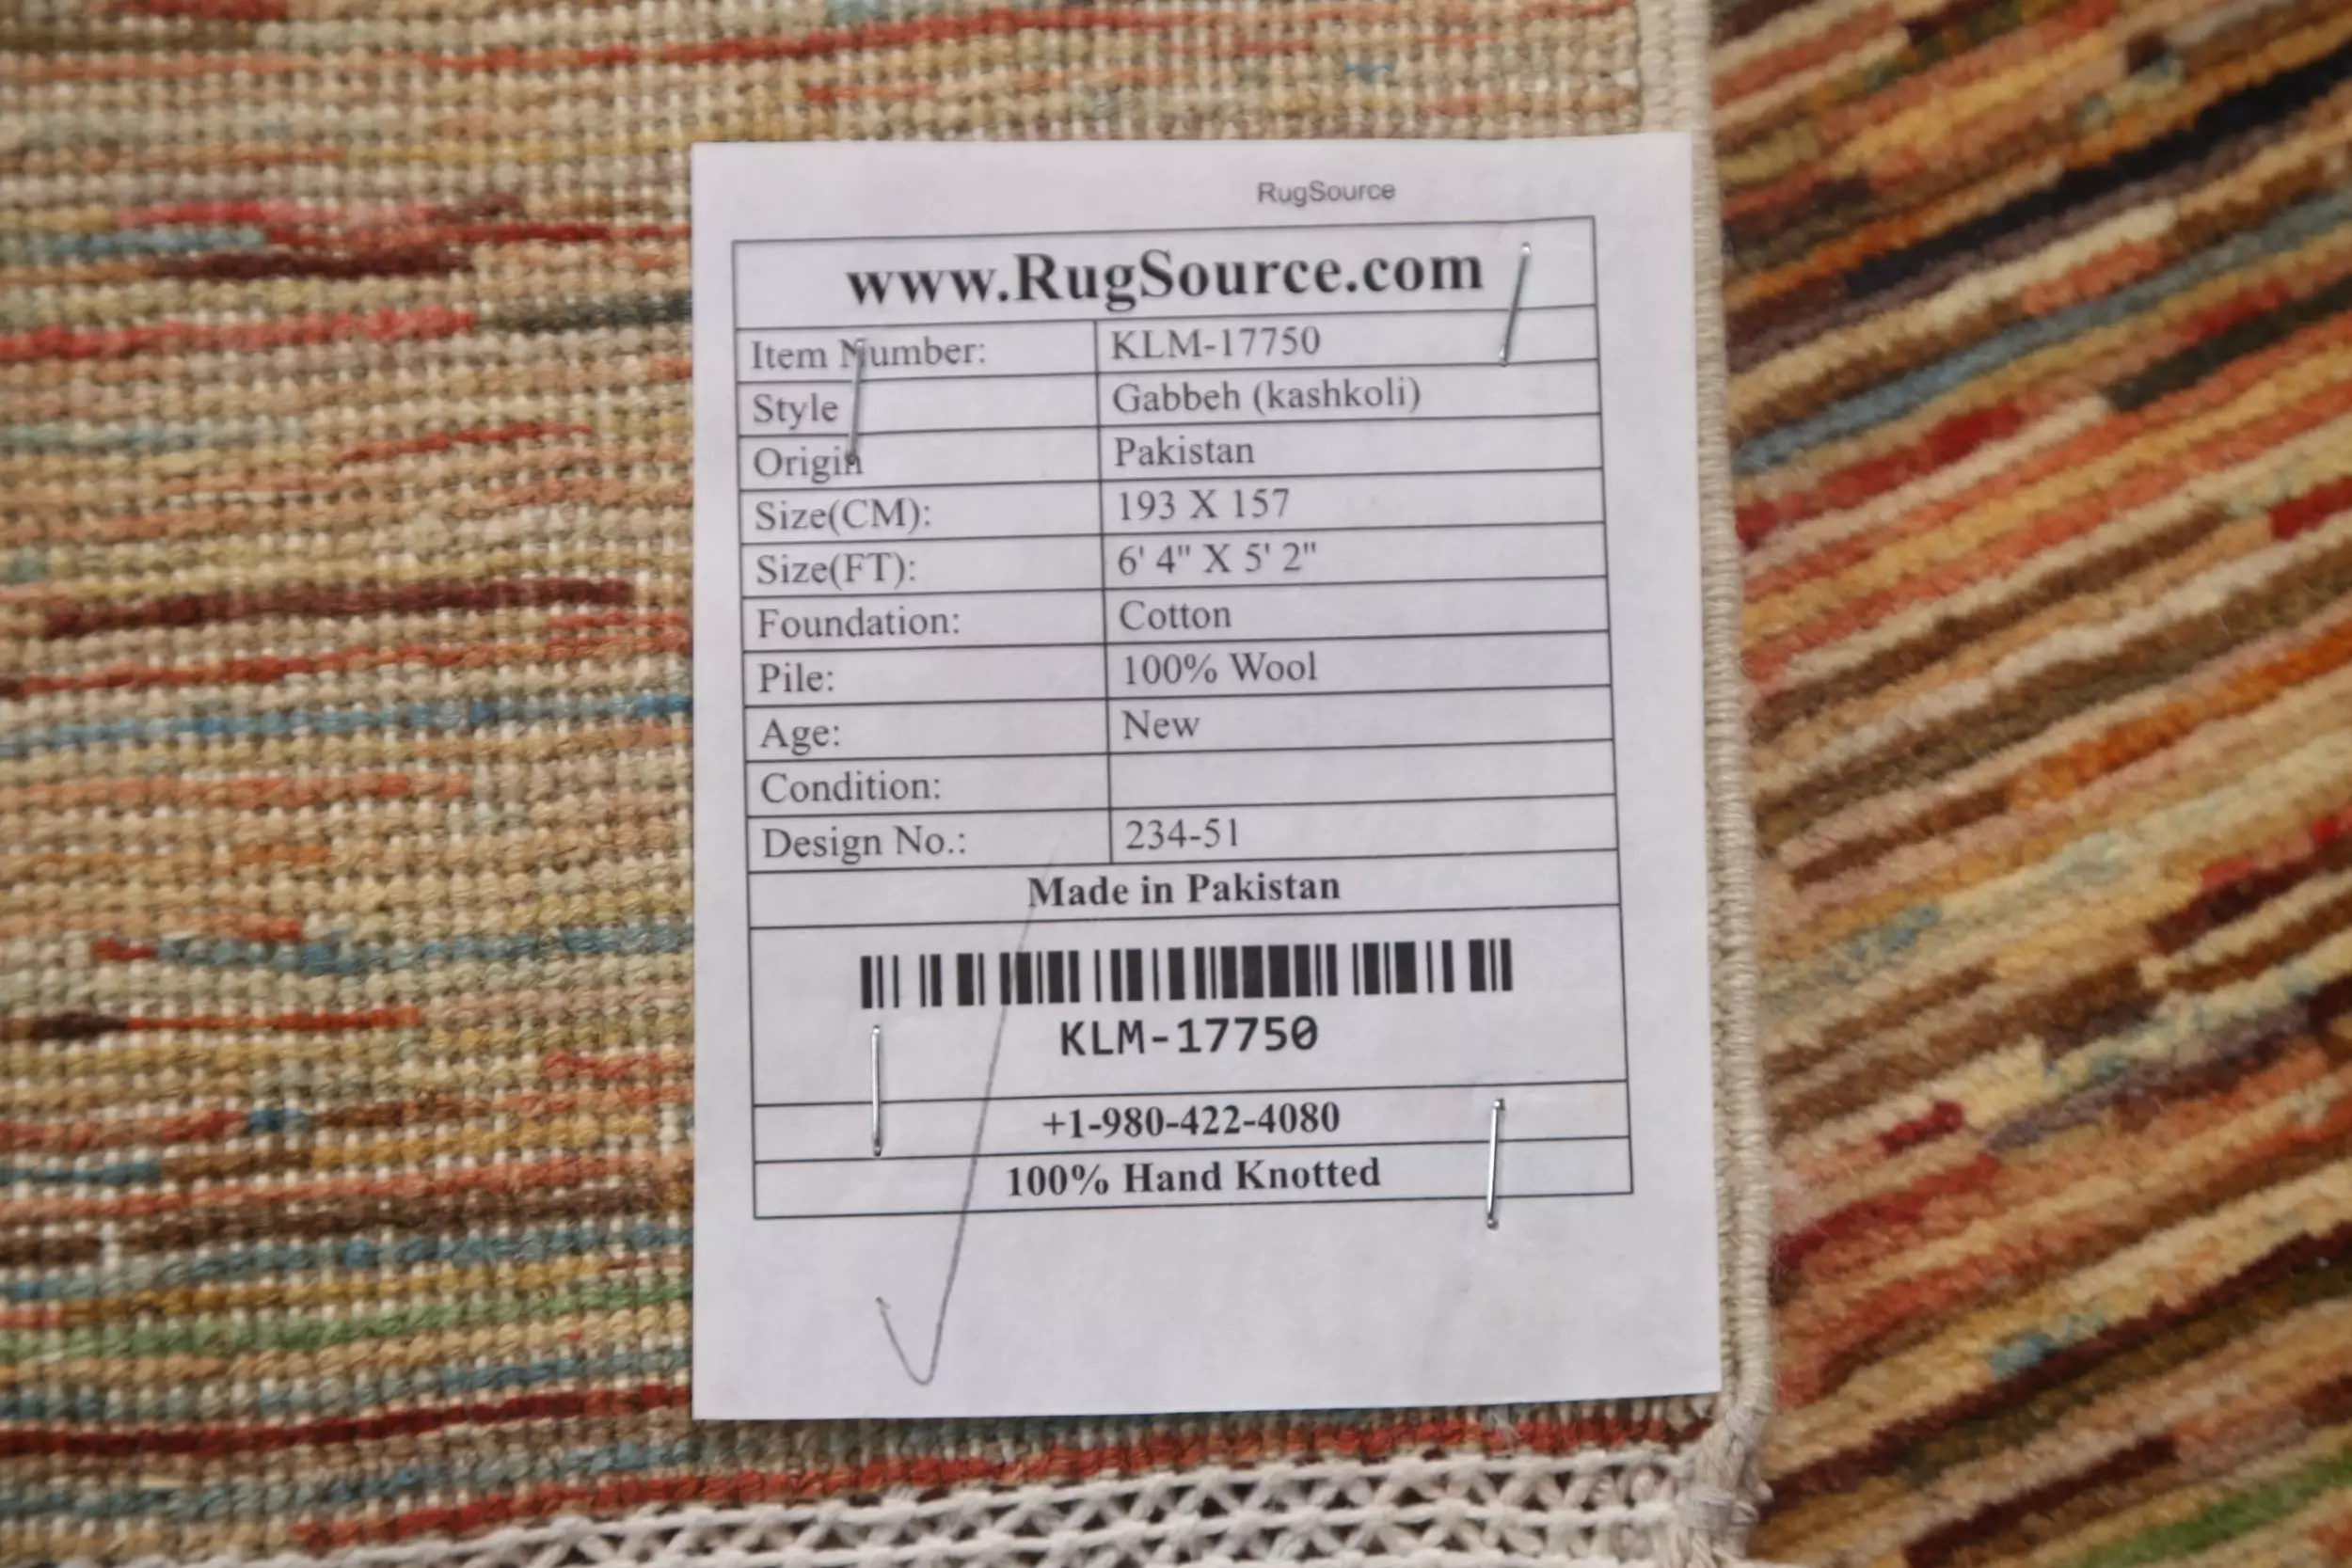 RugSource
www.RugSource.com
Item Number: KLM-17750
Style Gabbeh (kashkoli)
Origin Pakistan
Size(CM): 193 X 157
Size(FT): 6' 4" X 5' 2"
Foundation: Cotton
Pile: 100% Wool
Age: New
Condition:
Design No.: 234-51
Made in Pakistan
KLM-17750
+1-980-422-4080
100% Hand Knotted